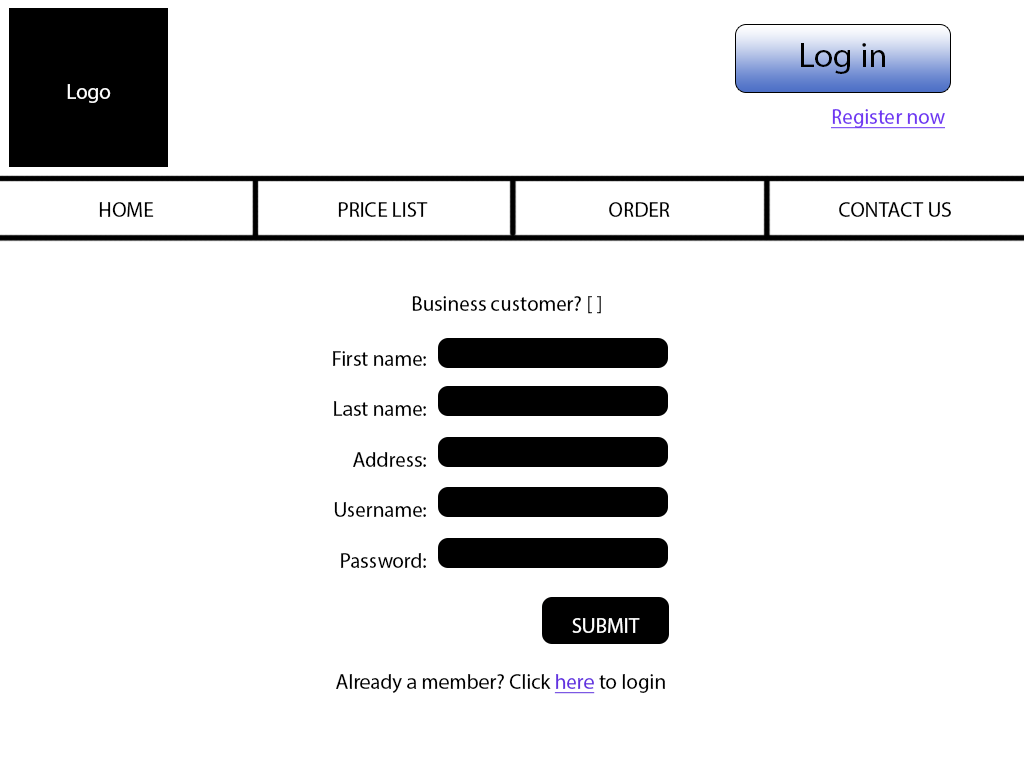 Logo
Log in
Register now
HOME
PRICE LIST
ORDER
CONTACT US
Business customer? [ ]
First name:
Last name:
Address:
Username:
Password:
SUBMIT
Already a member? Click here to login